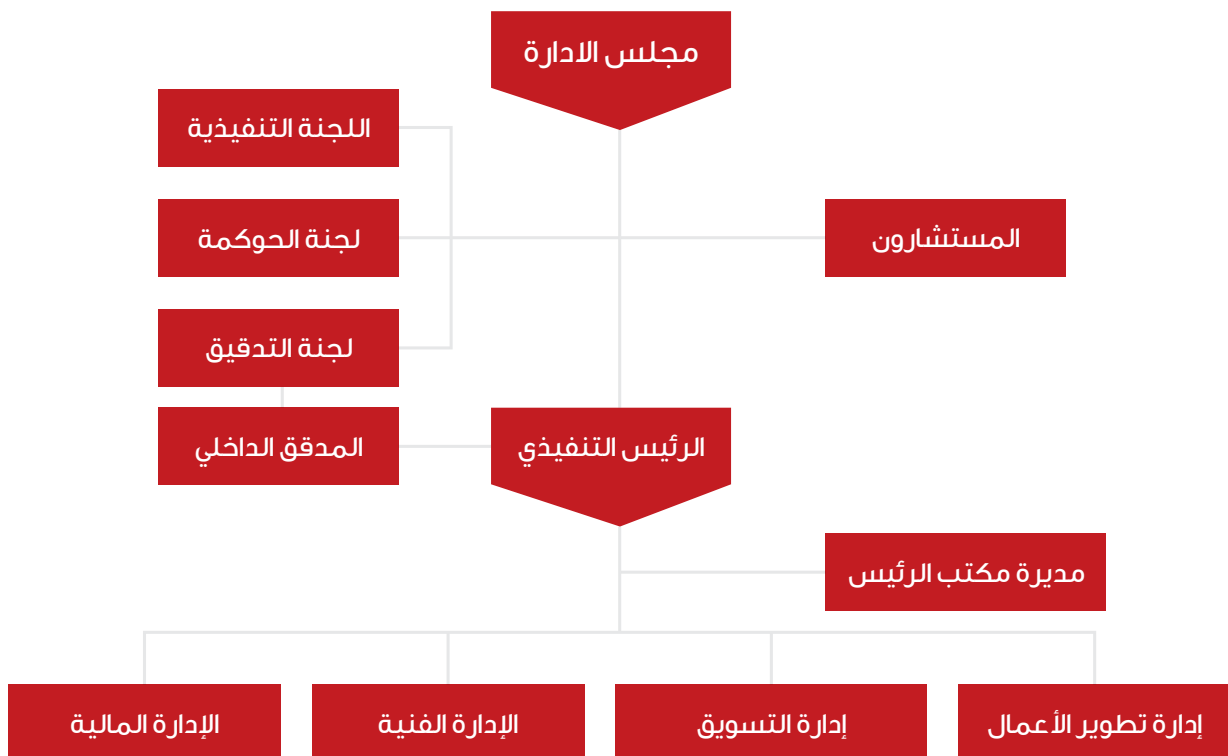 مجلس الادارة
اللجنة التنفيذية
المستشارون
لجنة الحوكمة
لجنة التدقيق
الرئيس التنفيذي
المدقق الداخلي
مديرة مكتب الرئيس
إدارة تطوير الأعمال
إدارة التسويق
الإدارة الفنية
الإدارة المالية